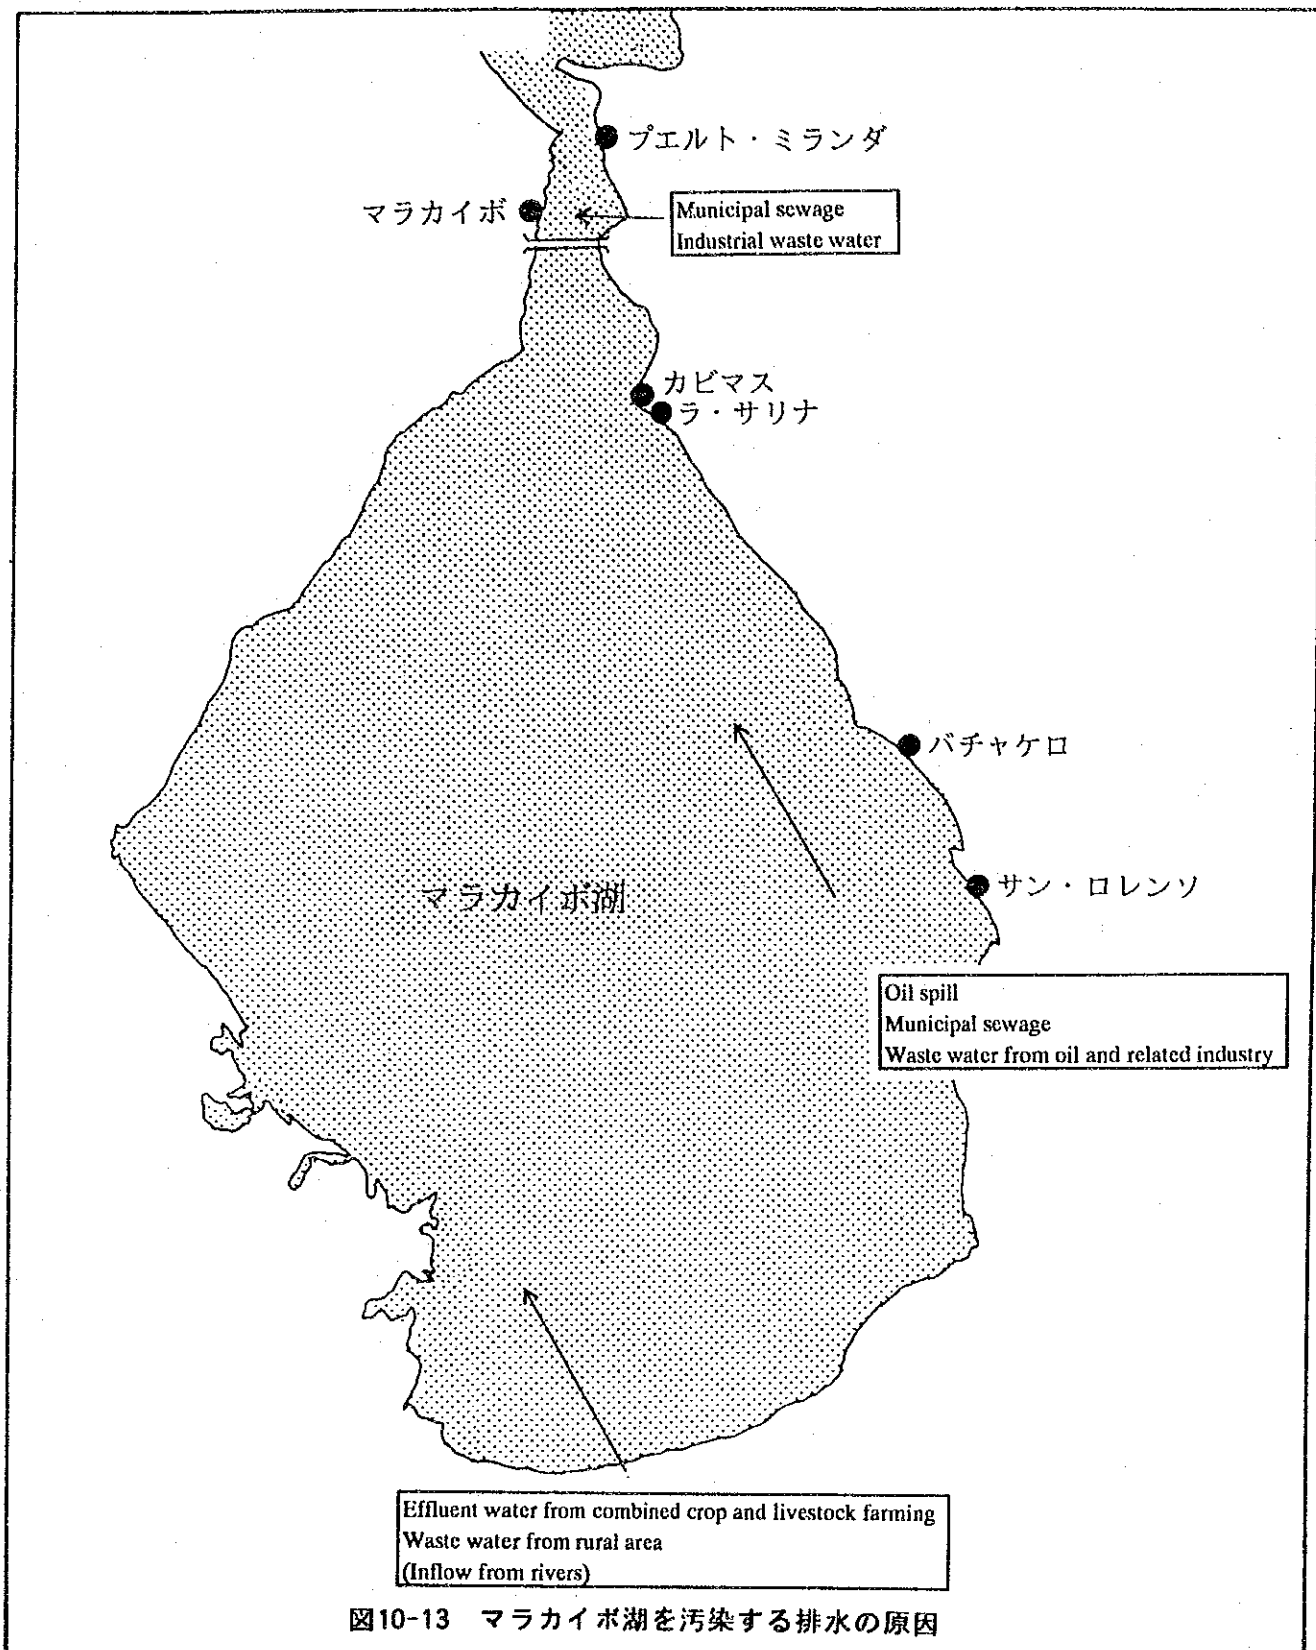 プエルト・ミランダ
マラカイボ
Municipal sewage
Industrial waste water
カビマス
ラ・サリナ
バチャケロ
マラカイボ湖
サン・ロレンソ
Oil spill
Municipal sewage
Waste water from oil and related industry
Effluent water from combined crop and livestock farming
Waste water from rural area
(Inflow from rivers)
図10-13 マラカイボ湖を汚染する排水の原因